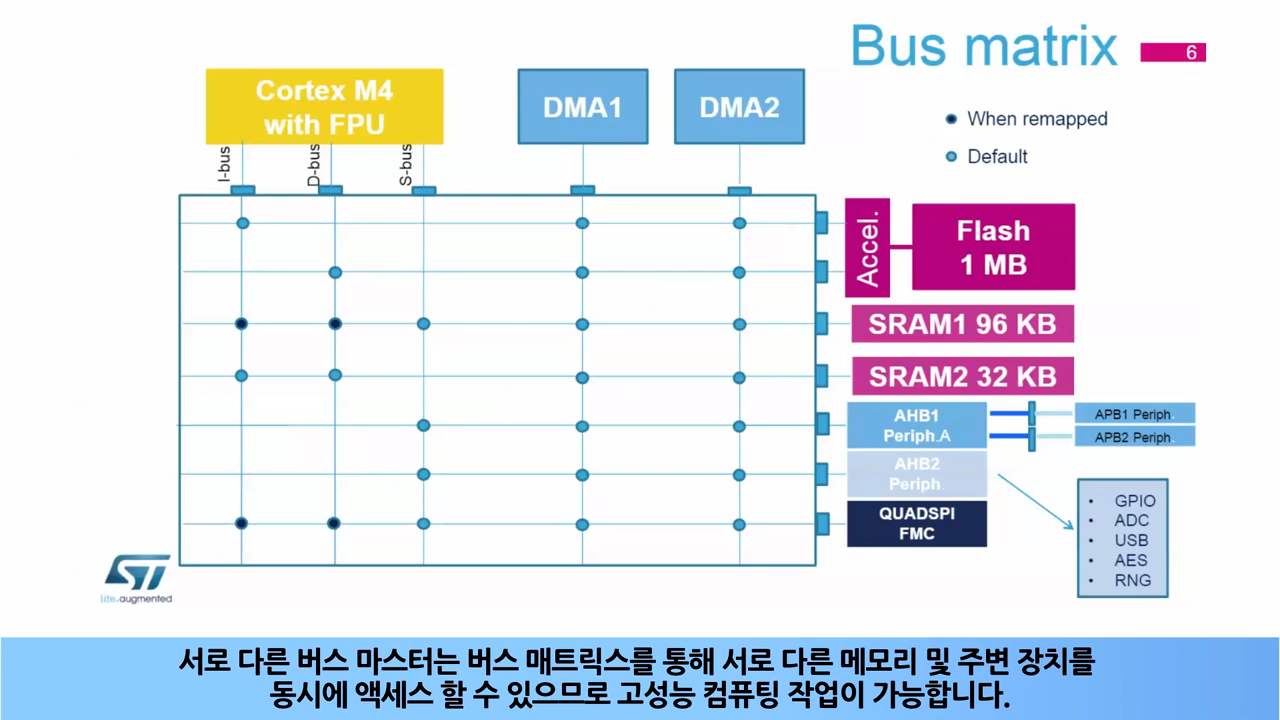 Bus matrix
6
Cortex M4
with FPU
DMA1
DMA2
When remapped
Default
I-bus
D-bus
S-bus
Accel.
Flash
1 MB
SRAM1 96 KB
SRAM2 32 KB
AHB1
Periph.A
APB1 Periph.
APB2 Periph.
AHB2
Periph.
QUADSPI
FMC
• GPIO
• ADC
• USB
• AES
• RNG
ST
life.augmented
서로 다른 버스 마스터는 버스 매트릭스를 통해 서로 다른 메모리 및 주변 장치를
동시에 액세스 할 수 있으므로 고성능 컴퓨팅 작업이 가능합니다.